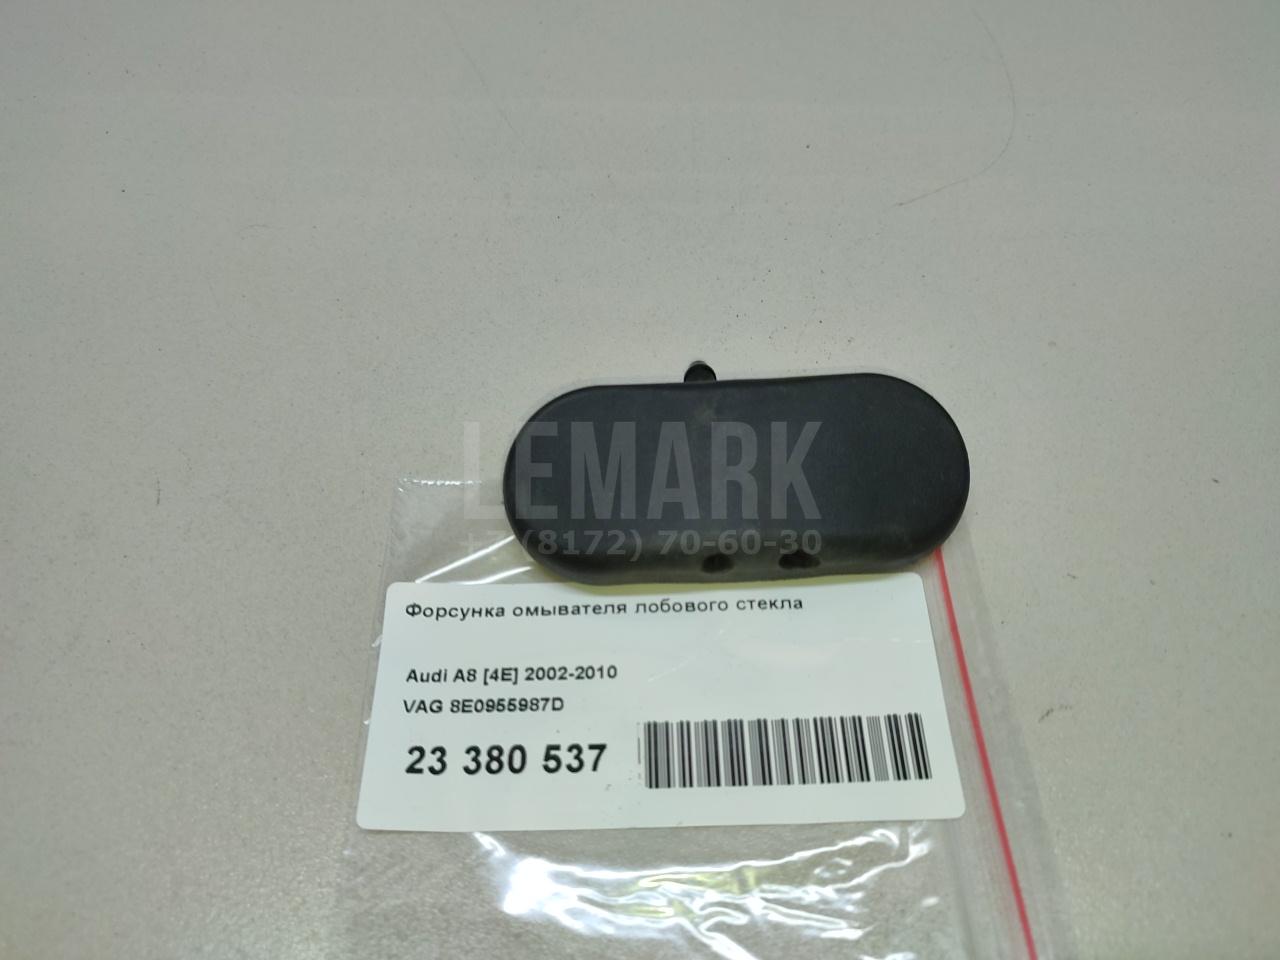 LEMARK
+7 (8172) 70-60-30
Форсунка омывателя лобового стекла
Audi A8 [4E] 2002-2010
VAG 8E0955987D
23 380 537